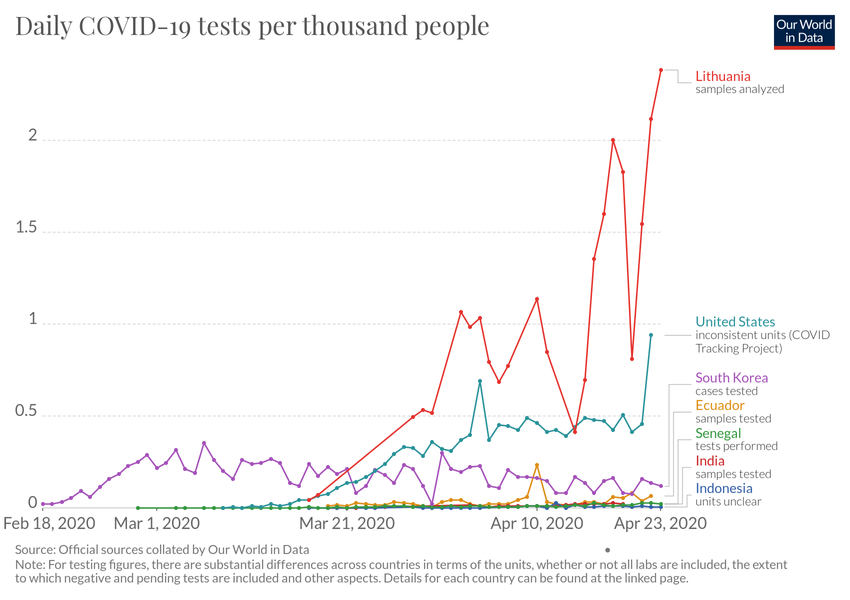 Daily COVID-19 tests per thousand people
Our World
in Data
Lithuania
samples analyzed
2
1.5
1
United States
inconsistent units (COVID
Tracking Project)
South Korea
cases tested
Ecuador
samples tested
0.5
Senegal
tests performed
India
samples tested
Indonesia
units unclear
0
Feb 18, 2020 Mar 1, 2020 Mar 21, 2020 Apr 10, 2020 Apr 23, 2020
Source: Official sources collated by Our World in Data
Note: For testing figures, there are substantial differences across countries in terms of the units, whether or not all labs are included, the extent
to which negative and pending tests are included and other aspects. Details for each country can be found at the linked page.